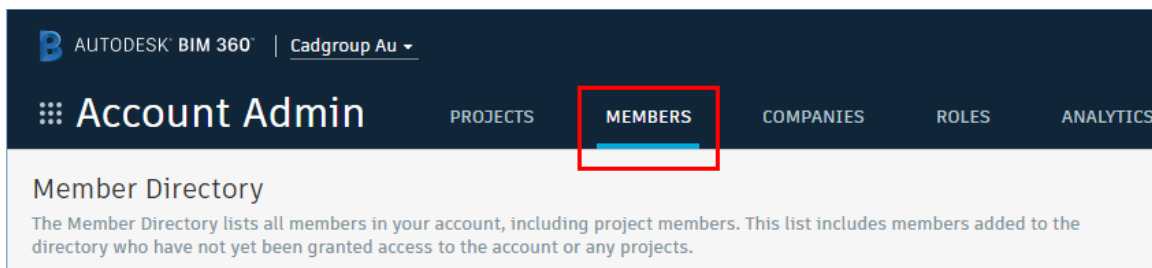 AUTODESK® BIM 360™ | Cadgroup Au
Account Admin PROJECTS MEMBERS COMPANIES ROLES ANALYTICS
Member Directory
The Member Directory lists all members in your account, including project members. This list includes members added to the
directory who have not yet been granted access to the account or any projects.